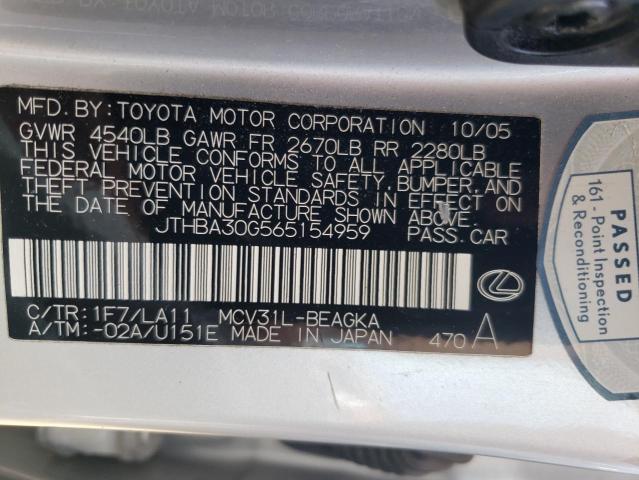 MFD. BY: TOYOTA MOTOR CORPORATION 10/05
GVWR 4540LB GAWR FR 2670LB RR 2280LB
THIS VEHICLE CONFORMS TO ALL APPLICABLE
FEDERAL MOTOR VEHICLE SAFETY, BUMPER, AND
THEFT PREVENTION STANDARDS IN EFFECT ON
THE DATE OF MANUFACTURE SHOWN ABOVE.
JTHBA30G565154959 PASS. CAR
C/TR: 1F7/LA11 MCV31L-BEAGKA
A/TM: -02A/U151E MADE IN JAPAN 470 A
PASSED
161-Point Inspection
& Reconditioning